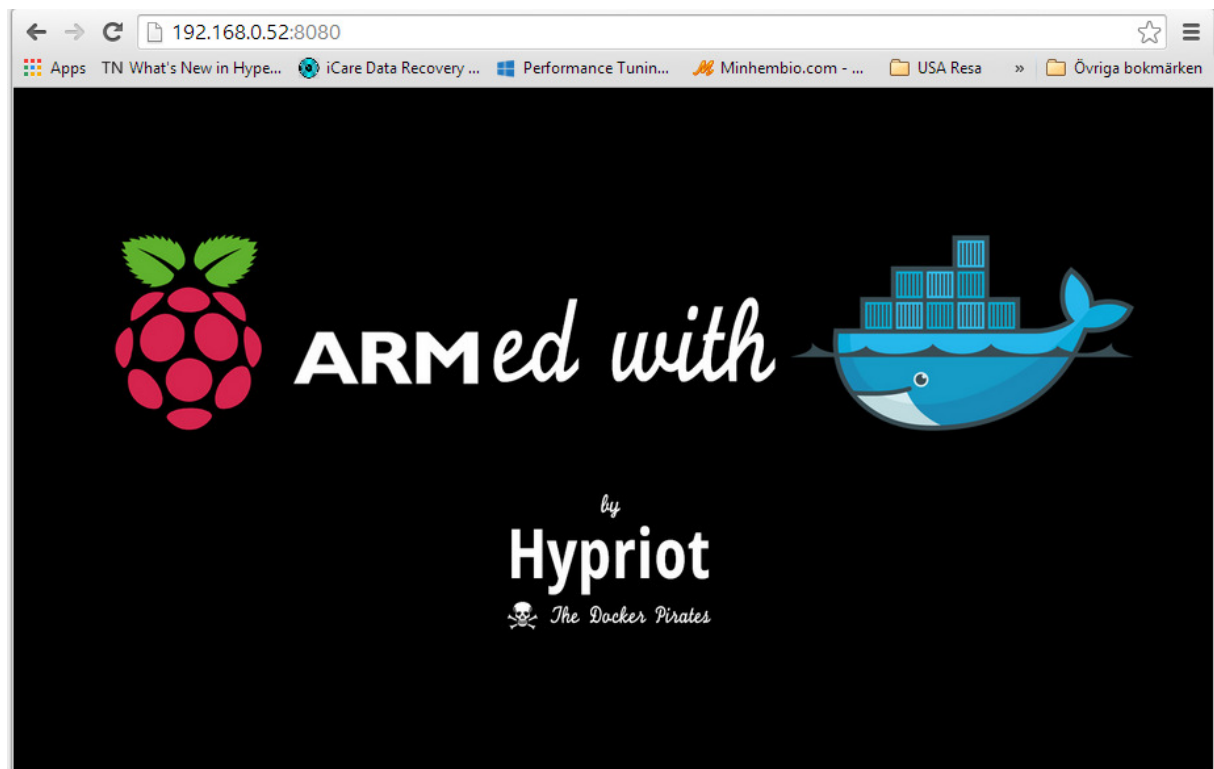 192.168.0.52:8080
Apps TN What's New in Hype... iCare Data Recovery ... Performance Tunin... Minhembio.com - ... USA Resa » Övriga bokmärken
ARMed with
by
Hypriot
The Docker Pirates